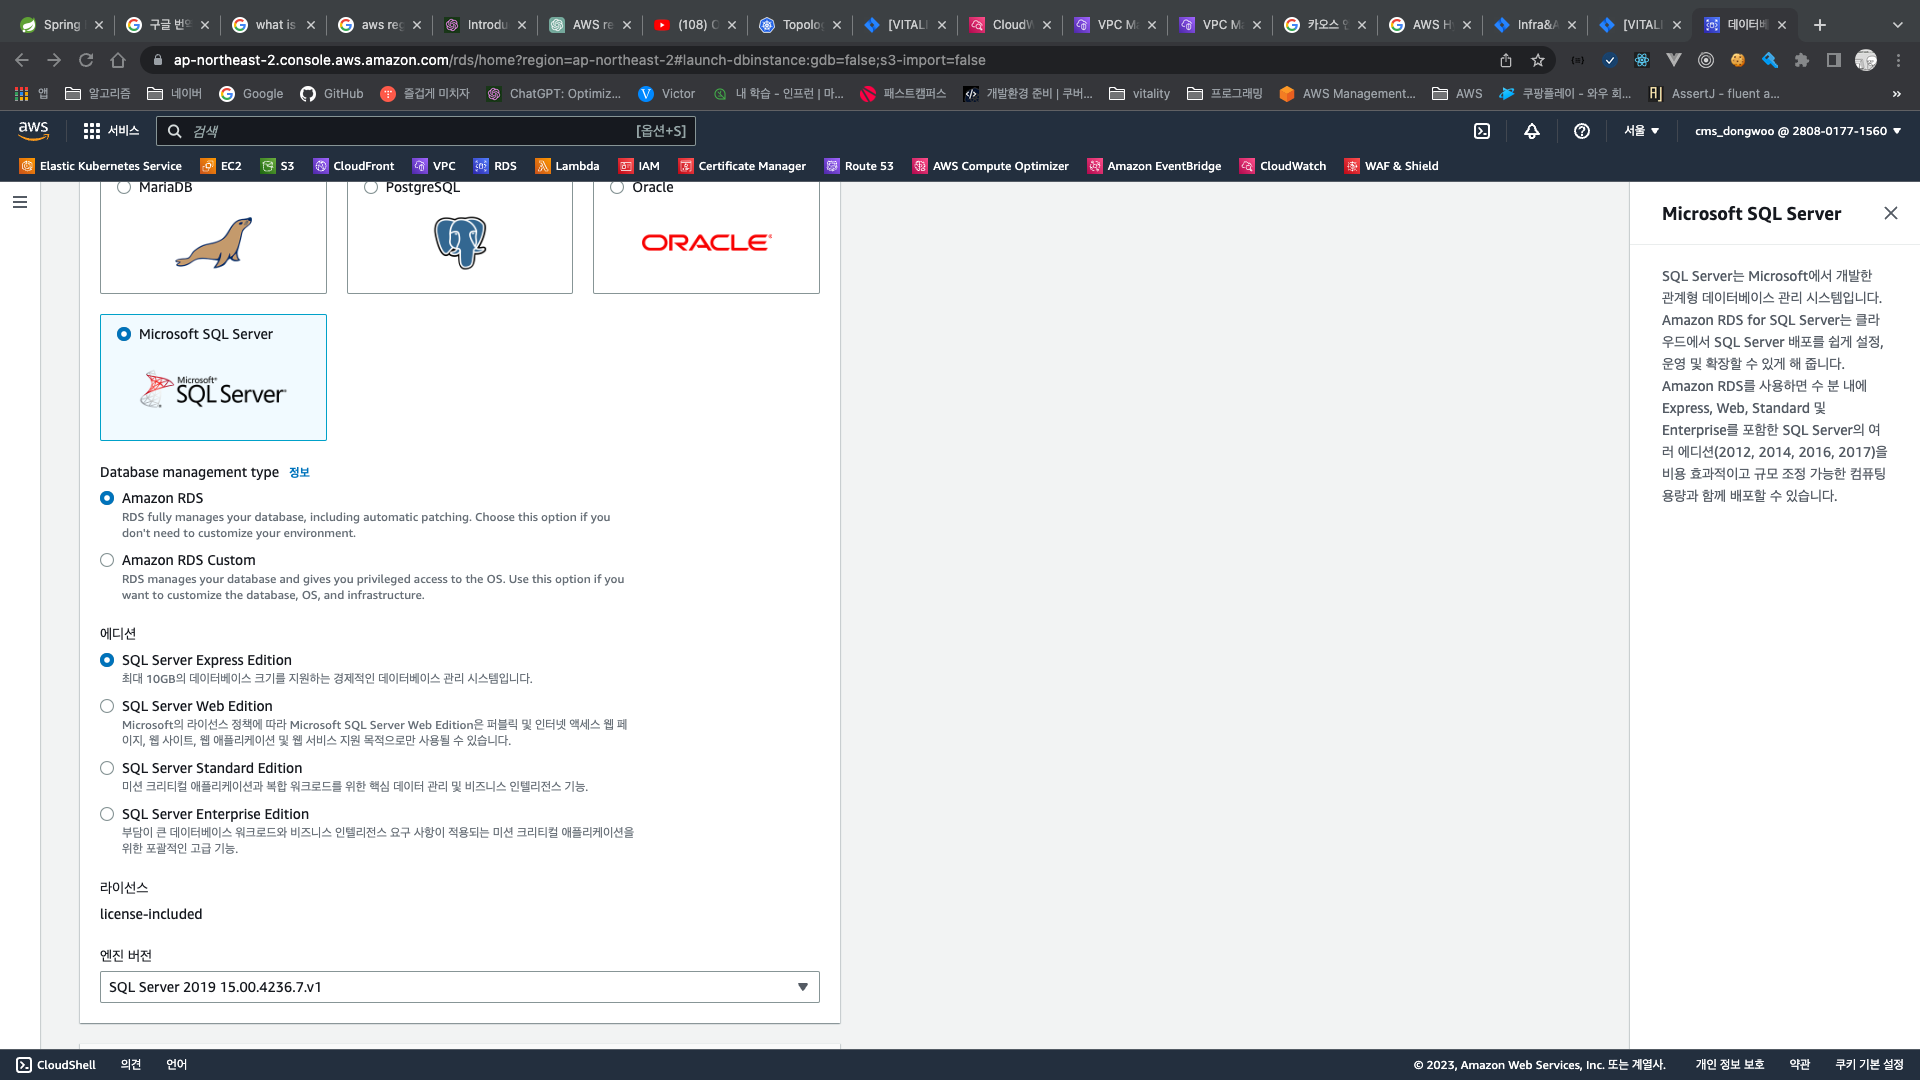 Spring
구글 번역
what is
aws reg
Introdu
AWS re
(108) C
Topolo
[VITALI
CloudW
VPC Ma
VPC Ma
카오스 인
AWS Hy
Infra&A
[VITALI
데이터베
ap-northeast-2.console.aws.amazon.com/rds/home?region=ap-northeast-2#launch-dbinstance:gdb=false;s3-import=false
앱
알고리즘
네이버
Google
GitHub
즐겁게 미치자
ChatGPT: Optimiz...
Victor
내 학습 - 인프런 | 마...
패스트캠퍼스
개발환경 준비 | 쿠버...
vitality
프로그래밍
AWS Management...
AWS
쿠팡플레이 - 와우 회...
AssertJ - fluent a...
»
aws
서비스
검색
[옵션+S]
서울
cms_dongwoo @ 2808-0177-1560
Elastic Kubernetes Service
EC2
S3
CloudFront
VPC
RDS
Lambda
IAM
Certificate Manager
Route 53
AWS Compute Optimizer
Amazon EventBridge
CloudWatch
WAF & Shield
MariaDB
PostgreSQL
Oracle
ORACLE
Microsoft SQL Server
Microsoft
SQL Server
Database management type 정보
Amazon RDS
RDS fully manages your database, including automatic patching. Choose this option if you
don't need to customize your environment.
Amazon RDS Custom
RDS manages your database and gives you privileged access to the OS. Use this option if you
want to customize the database, OS, and infrastructure.
에디션
SQL Server Express Edition
최대 10GB의 데이터베이스 크기를 지원하는 경제적인 데이터베이스 관리 시스템입니다.
SQL Server Web Edition
Microsoft의 라이선스 정책에 따라 Microsoft SQL Server Web Edition은 퍼블릭 및 인터넷 액세스 웹 페
이지, 웹 사이트, 웹 애플리케이션 및 웹 서비스 지원 목적으로만 사용될 수 있습니다.
SQL Server Standard Edition
미션 크리티컬 애플리케이션과 복합 워크로드를 위한 핵심 데이터 관리 및 비즈니스 인텔리전스 기능.
SQL Server Enterprise Edition
부담이 큰 데이터베이스 워크로드와 비즈니스 인텔리전스 요구 사항이 적용되는 미션 크리티컬 애플리케이션을
위한 포괄적인 고급 기능.
라이선스
license-included
엔진 버전
SQL Server 2019 15.00.4236.7.v1
Microsoft SQL Server
SQL Server는 Microsoft에서 개발한
관계형 데이터베이스 관리 시스템입니다.
Amazon RDS for SQL Server는 클라
우드에서 SQL Server 배포를 쉽게 설정,
운영 및 확장할 수 있게 해 줍니다.
Amazon RDS를 사용하면 수 분 내에
Express, Web, Standard 및
Enterprise를 포함한 SQL Server의 여
러 에디션(2012, 2014, 2016, 2017)을
비용 효과적이고 규모 조정 가능한 컴퓨팅
용량과 함께 배포할 수 있습니다.
CloudShell
의견
언어
© 2023, Amazon Web Services, Inc. 또는 계열사.
개인 정보 보호
약관
쿠키 기본 설정